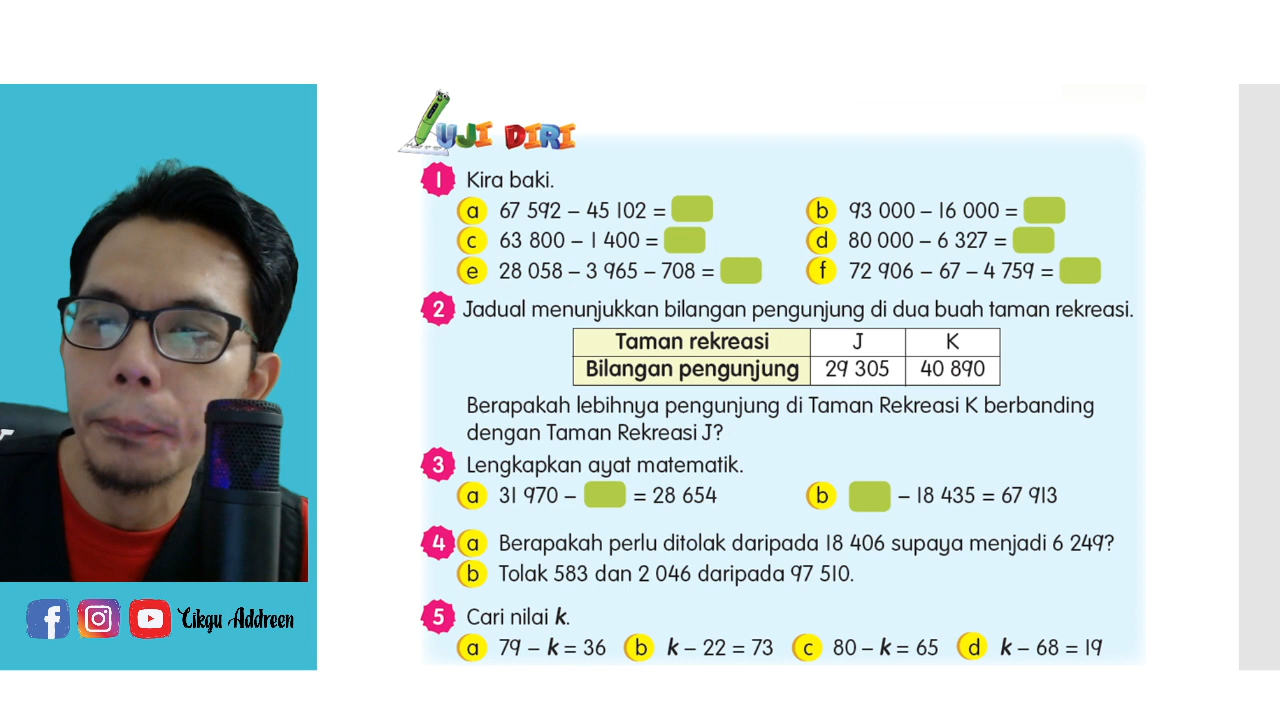 UJI DIRI
1 Kira baki.
a 67 592 – 45 102 =
b 93 000 – 16 000 =
c 63 800 – 1 400 =
d 80 000 – 6 327 =
e 28 058 – 3 965 – 708 =
f 72 906 – 67 – 4 759 =
2 Jadual menunjukkan bilangan pengunjung di dua buah taman rekreasi.
Taman rekreasi J K
Bilangan pengunjung 29 305 40 890
Berapakah lebihnya pengunjung di Taman Rekreasi K berbanding
dengan Taman Rekreasi J?
3 Lengkapkan ayat matematik.
a 31 970 – = 28 654
b – 18 435 = 67 913
4 a Berapakah perlu ditolak daripada 18 406 supaya menjadi 6 249?
b Tolak 583 dan 2 046 daripada 97 510.
5 Cari nilai k.
a 79 – k = 36 b k – 22 = 73 c 80 – k = 65 d k – 68 = 19
Cikgu Addreen